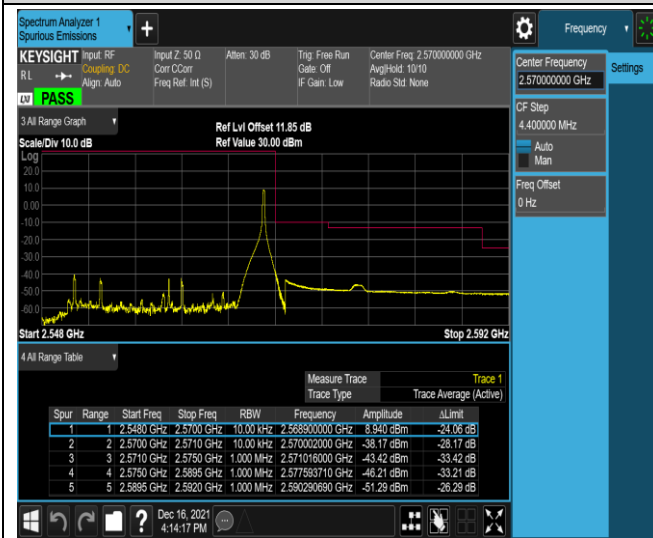 Spectrum Analyzer 1
Spurious Emissions
+
Frequency
KEYSIGHT
RL
LXI PASS
Input: RF
Coupling: DC
Align: Auto
Input Z: 50 Ω
Corr CCorr
Freq Ref: Int (S)
Atten: 30 dB
Trig: Free Run
Gate: Off
IF Gain: Low
Center Freq: 2.570000000 GHz
Avg|Hold: 10/10
Radio Std: None
Center Frequency
2.570000000 GHz
Settings
CF Step
4.400000 MHz
Auto
Man
Freq Offset
0 Hz
3 All Range Graph
Scale/Div 10.0 dB
Ref Lvl Offset 11.85 dB
Ref Value 30.00 dBm
Log
20.0
10.0
0.00
-10.0
-20.0
-30.0
-40.0
-50.0
-60.0
Start 2.548 GHz
Stop 2.592 GHz
4 All Range Table
Measure Trace Trace 1
Trace Type Trace Average (Active)
Spur Range Start Freq Stop Freq RBW Frequency Amplitude ΔLimit
1 1 2.5480 GHz 2.5700 GHz 10.00 kHz 2.568900000 GHz 8.940 dBm -24.06 dB
2 2 2.5700 GHz 2.5710 GHz 10.00 kHz 2.570002000 GHz -38.17 dBm -28.17 dB
3 3 2.5710 GHz 2.5750 GHz 1.000 MHz 2.571016000 GHz -43.42 dBm -33.42 dB
4 4 2.5750 GHz 2.5895 GHz 1.000 MHz 2.577593710 GHz -46.21 dBm -33.21 dB
5 5 2.5895 GHz 2.5920 GHz 1.000 MHz 2.590290690 GHz -51.29 dBm -26.29 dB
?
Dec 16, 2021
4:14:17 PM